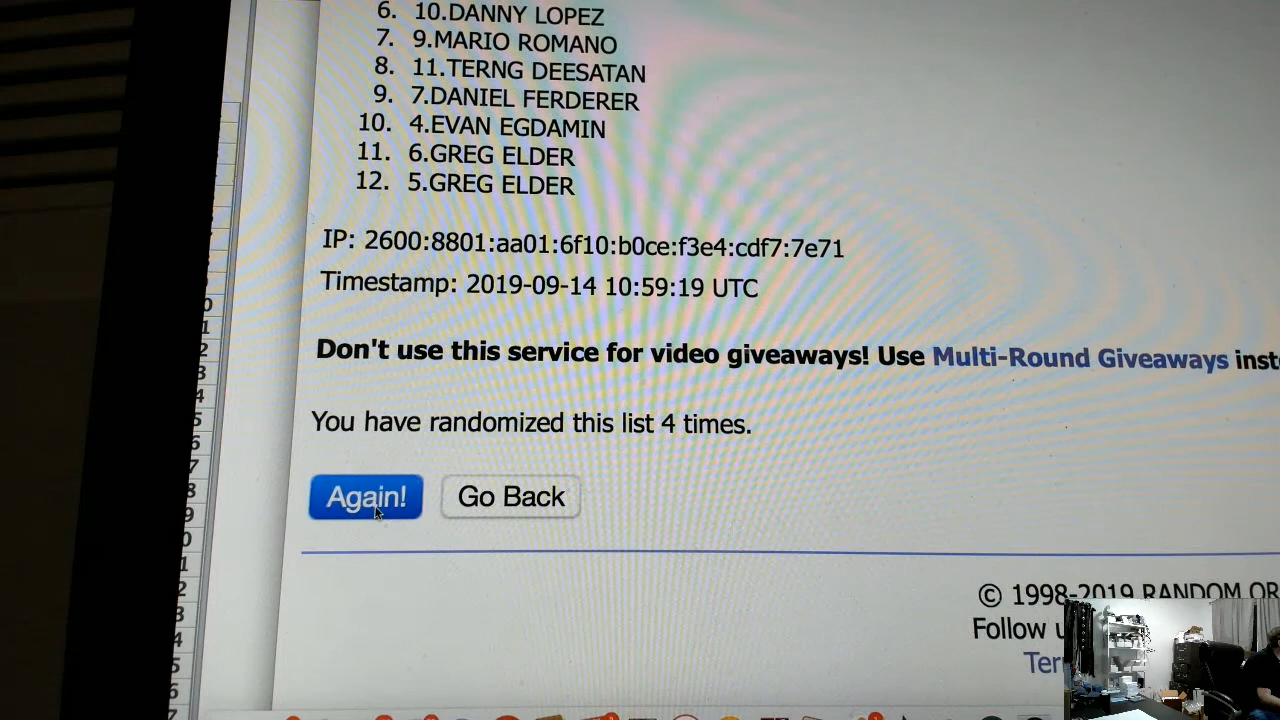 6. 10.DANNY LOPEZ
7. 9.MARIO ROMANO
8. 11.TERNG DEESATAN
9. 7.DANIEL FERDERER
10. 4.EVAN EGDAMIN
11. 6.GREG ELDER
12. 5.GREG ELDER
IP: 2600:8801:aa01:6f10:b0ce:f3e4:cdf7:7e71
Timestamp: 2019-09-14 10:59:19 UTC
Don't use this service for video giveaways! Use Multi-Round Giveaways inst
You have randomized this list 4 times.
Again! Go Back
© 1998-2019 RANDOM.OR
Follow u
Ter